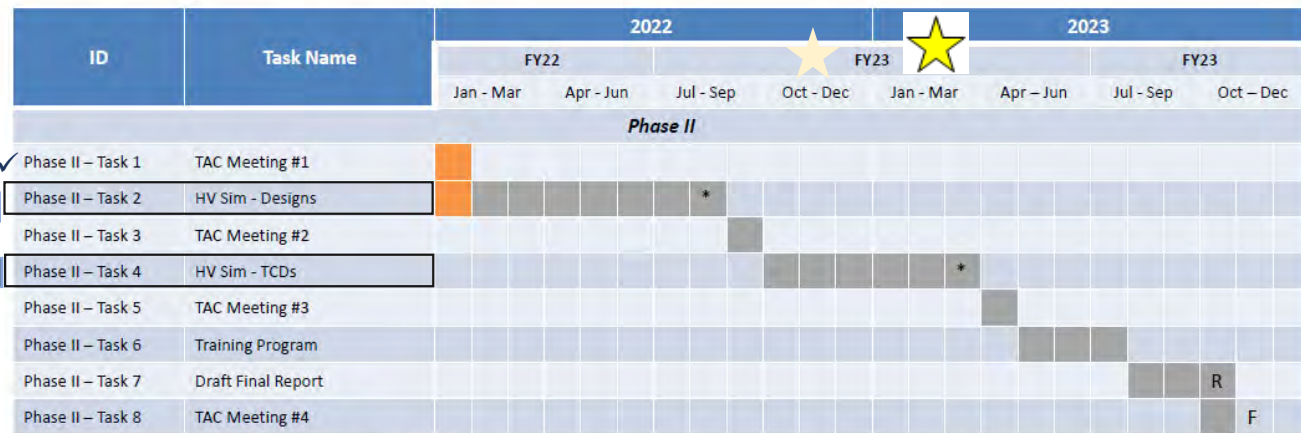 ID Task Name 2022 2023
FY22 FY23 FY23
Jan - Mar Apr - Jun Jul - Sep Oct - Dec Jan - Mar Apr – Jun Jul - Sep Oct – Dec
Phase II
Phase II – Task 1 TAC Meeting #1
Phase II – Task 2 HV Sim - Designs *
Phase II – Task 3 TAC Meeting #2
Phase II – Task 4 HV Sim - TCDs *
Phase II – Task 5 TAC Meeting #3
Phase II – Task 6 Training Program
Phase II – Task 7 Draft Final Report R
Phase II – Task 8 TAC Meeting #4 F